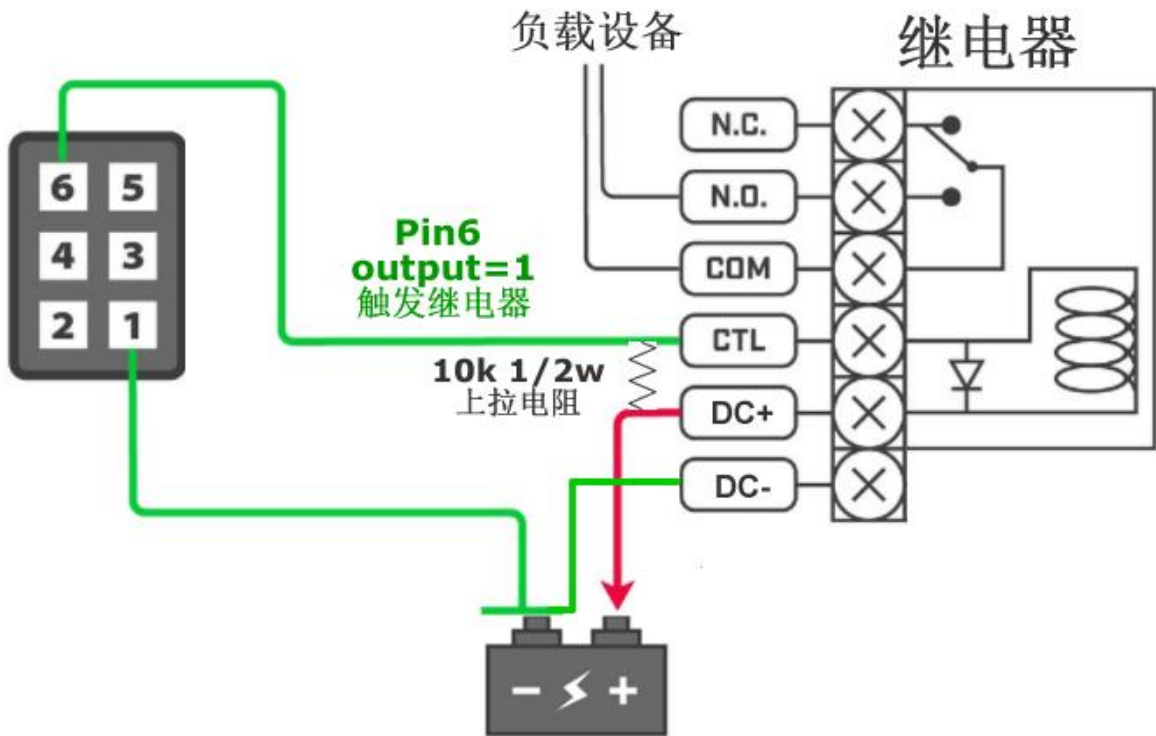 负载设备
继电器
N.C.
N.O.
COM
CTL
DC+
DC-
6 5
4 3
2 1
Pin6
output=1
触发继电器
10k 1/2w
上拉电阻
- +